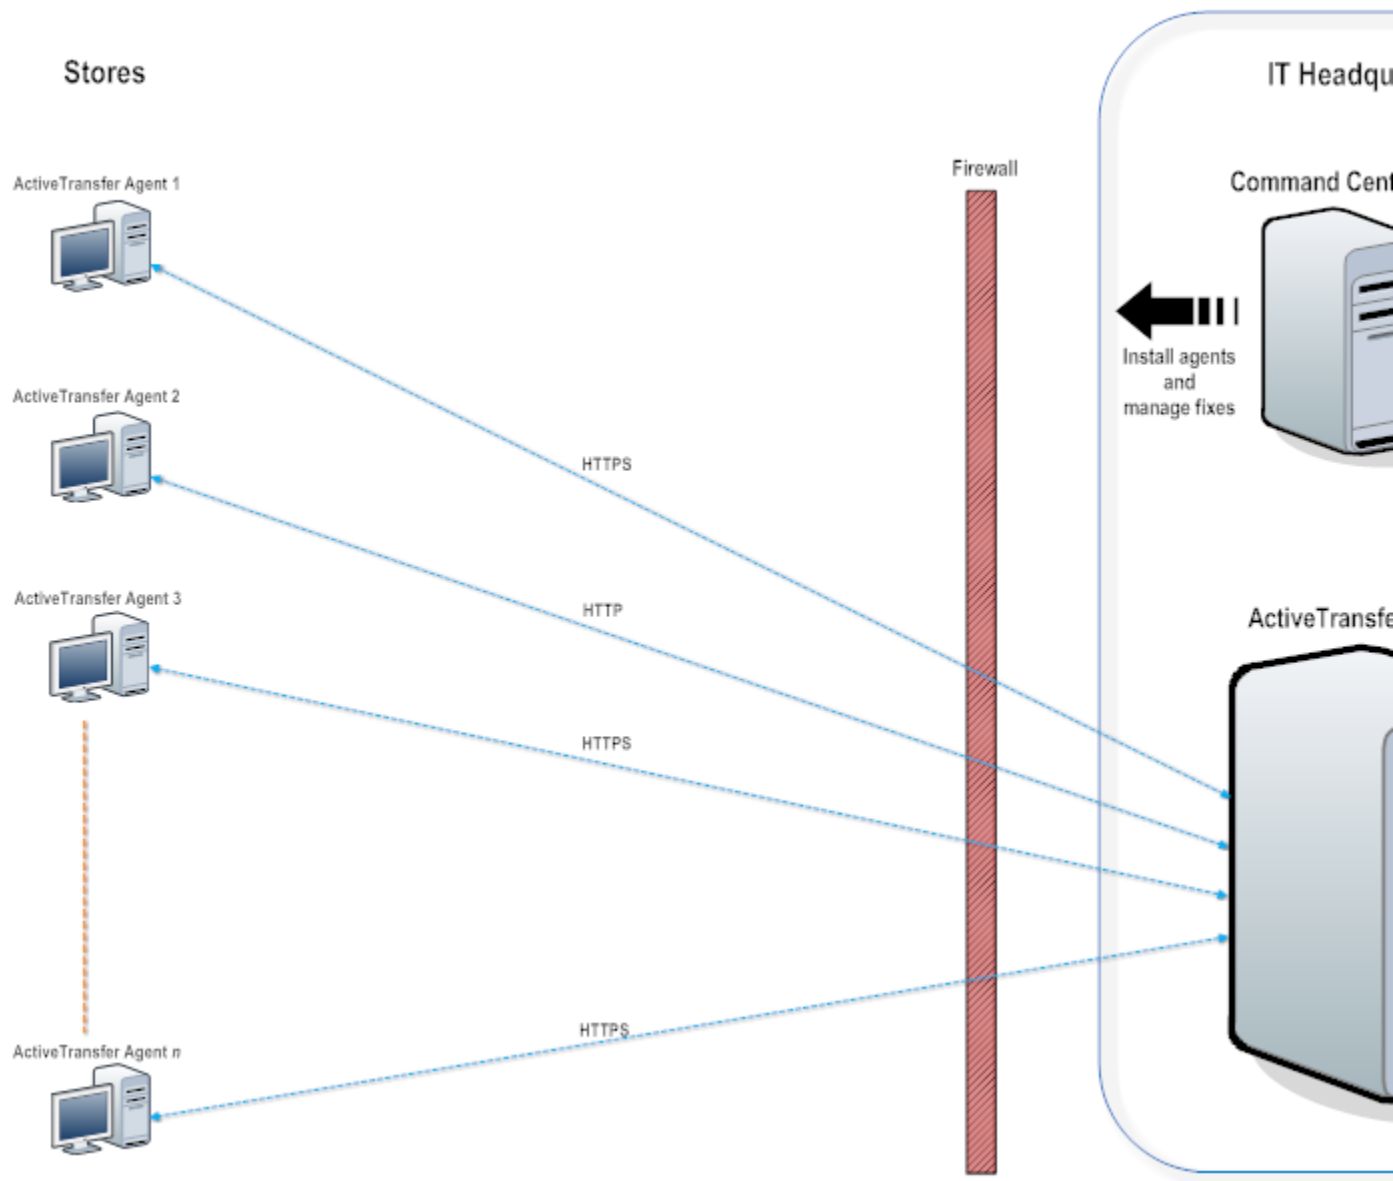 Stores
IT Headqu
Firewall
Command Cent
ActiveTransfer Agent 1
Install agents
and
manage fixes
ActiveTransfer Agent 2
HTTPS
ActiveTransfer Agent 3
HTTP
ActiveTransfe
HTTPS
HTTPS
ActiveTransfer Agent n